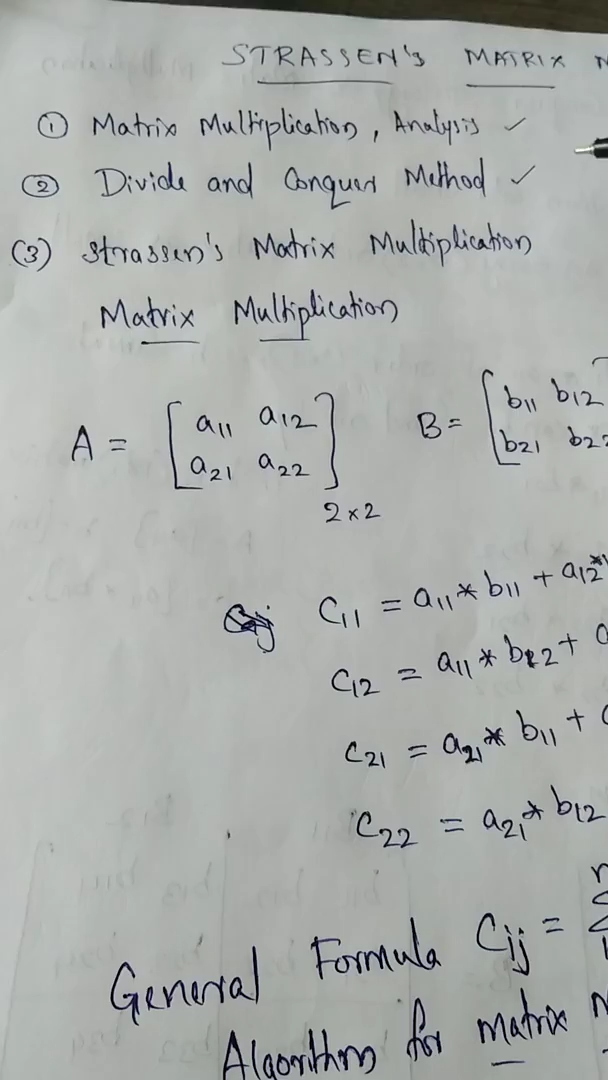 STRASSEN'S MATRIX
① Matrix Multiplication, Analysis ✓
② Divide and Conquer Method ✓
(3) Strassen's Matrix Multiplication
Matrix Multiplication
A = [a11 a12
a21 a22] 2×2
B = [b11 b12
b21 b22
C11 = a11 * b11 + a12*
C12 = a11 * b12 +
C21 = a21 * b11 +
C22 = a21 * b12
General Formula Cij =
Algorithm for matrix